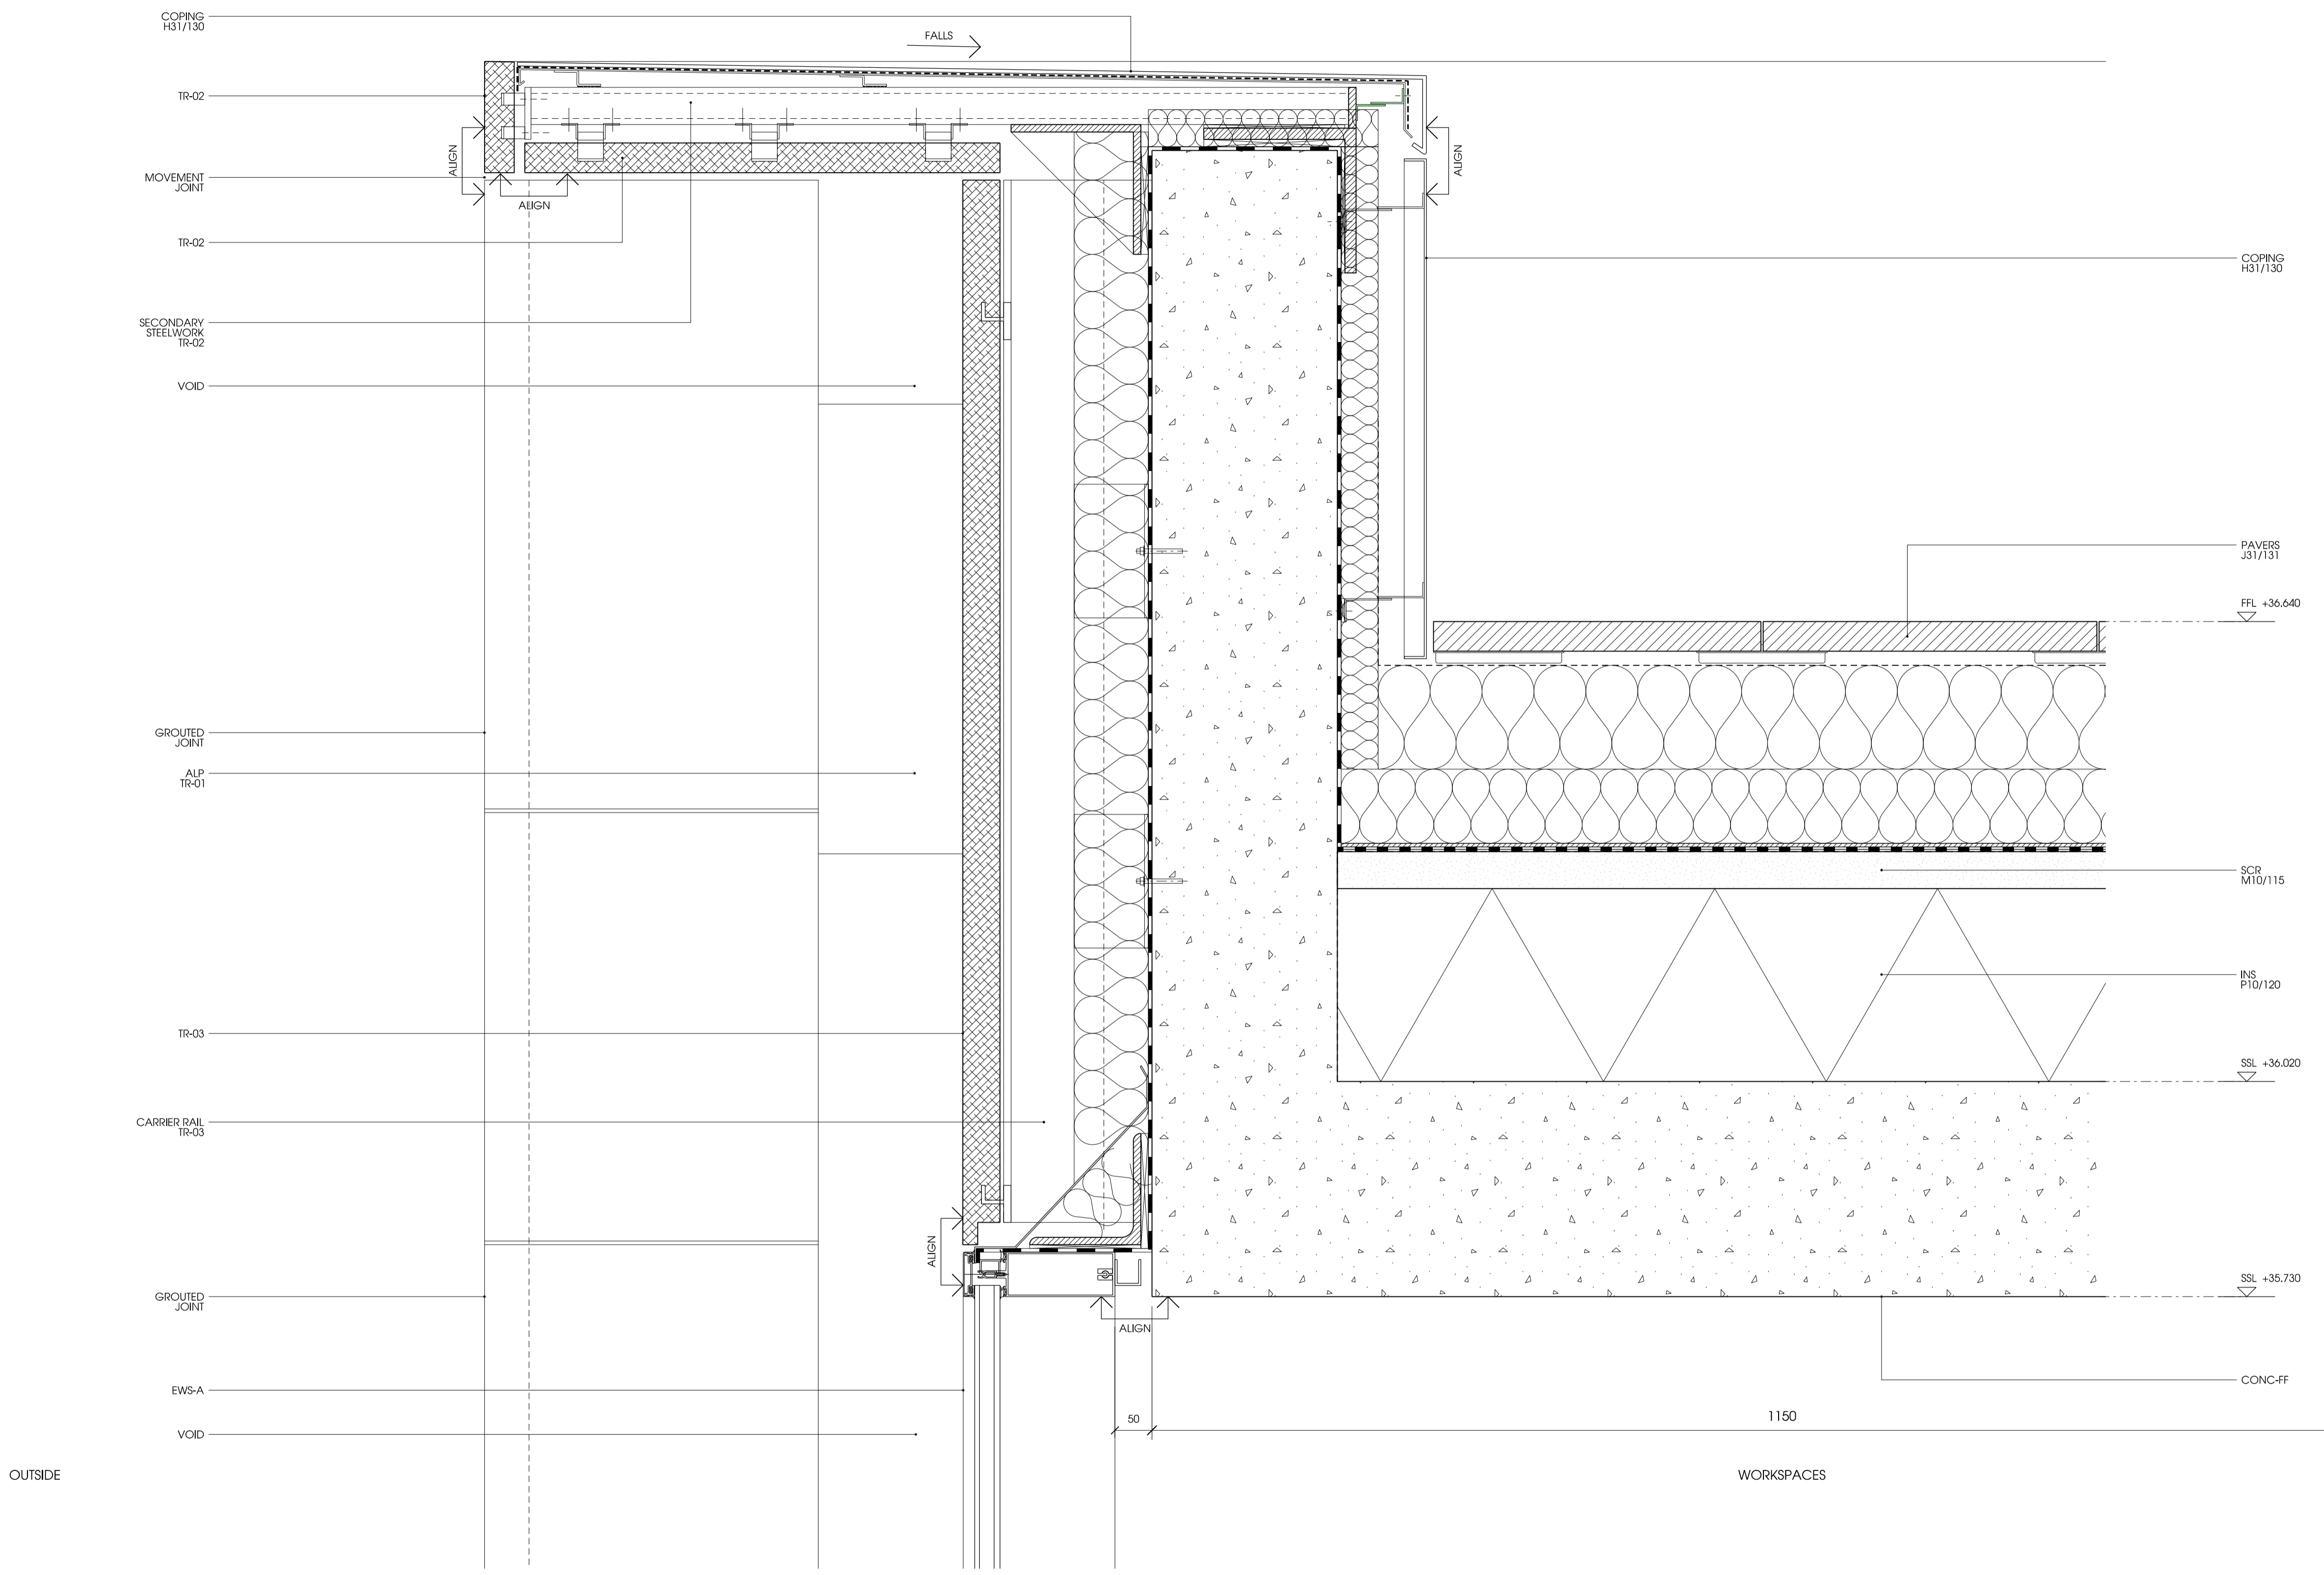 COPING
H31/130
FALLS
TR-02
ALIGN
MOVEMENT
JOINT
ALIGN
TR-02
ALIGN
COPING
H31/130
SECONDARY
STEELWORK
TR-02
VOID
PAVERS
J31/131
FFL +36.640
GROUTED
JOINT
ALP
TR-01
SCR
M10/115
INS
P10/120
TR-03
SSL +36.020
CARRIER RAIL
TR-03
ALIGN
SSL +35.730
GROUTED
JOINT
ALIGN
CONC-FF
EWS-A
50
1150
VOID
OUTSIDE
WORKSPACES